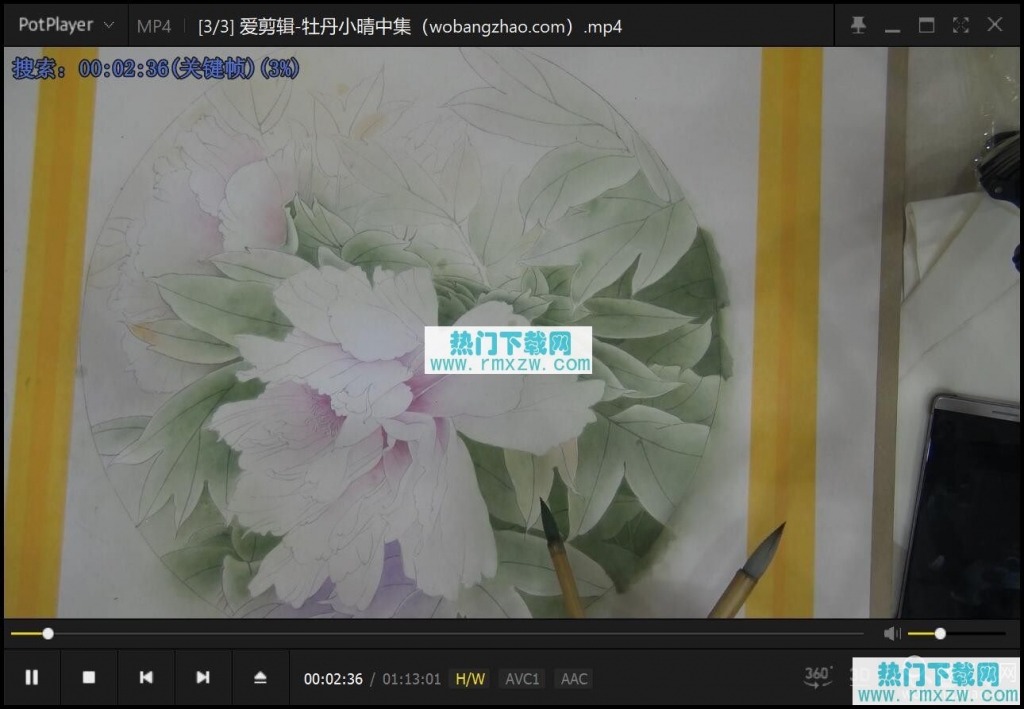 PotPlayer MP4 [3/3] 爱剪辑-牡丹小晴中集（wobangzhao.com）.mp4
搜索: 00:02:36(关键帧)(3%)
热门下载网
www.rmxzw.com
00:02:36 / 01:13:01 H/W AVC1 AAC 360° 3D
热门下载网
www.rmxzw.com